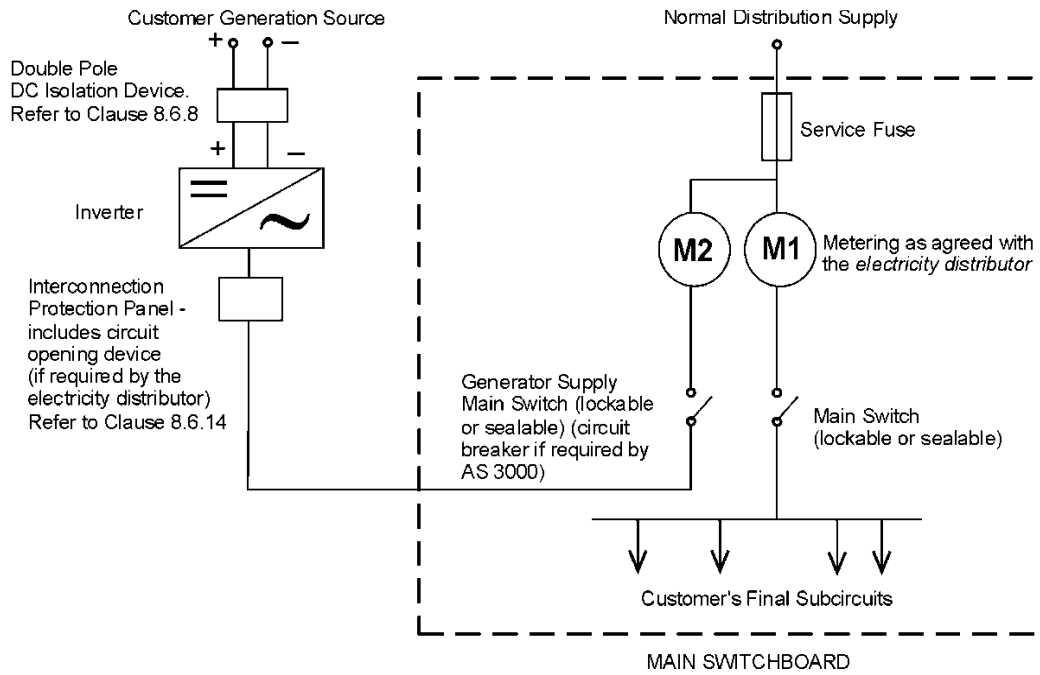 Customer Generation Source
+ –
Double Pole
DC Isolation Device.
Refer to Clause 8.6.8
+ –
Inverter
Interconnection
Protection Panel -
includes circuit
opening device
(if required by the
electricity distributor)
Refer to Clause 8.6.14
Normal Distribution Supply
Service Fuse
M2 M1
Metering as agreed with
the electricity distributor
Generator Supply
Main Switch (lockable
or sealable) (circuit
breaker if required by
AS 3000)
Main Switch
(lockable or sealable)
Customer's Final Subcircuits
MAIN SWITCHBOARD